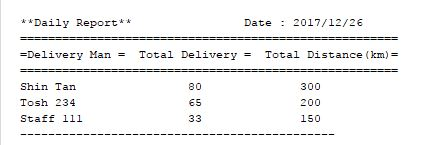 **Daily Report**                Date : 2017/12/26
======================================================
=Delivery Man =  Total Delivery =  Total Distance(km)=
======================================================
Shin Tan                80              300
Tosh 234                65              200
Staff 111               33              150
---------------------------------------------